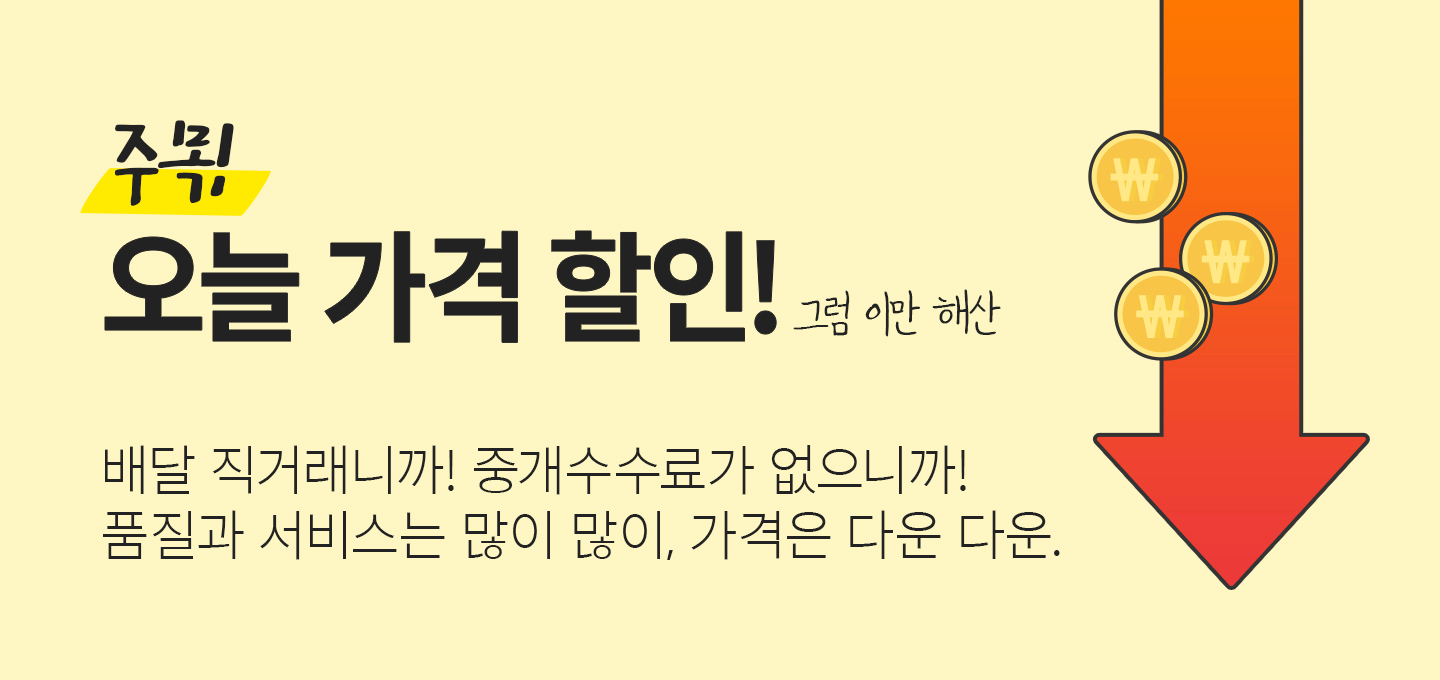 주뮊!
오늘 가격 할인! 그럼 이만 해산
배달 직거래니까! 중개수수료가 없으니까!
품질과 서비스는 많이 많이, 가격은 다운 다운.
₩
₩
₩